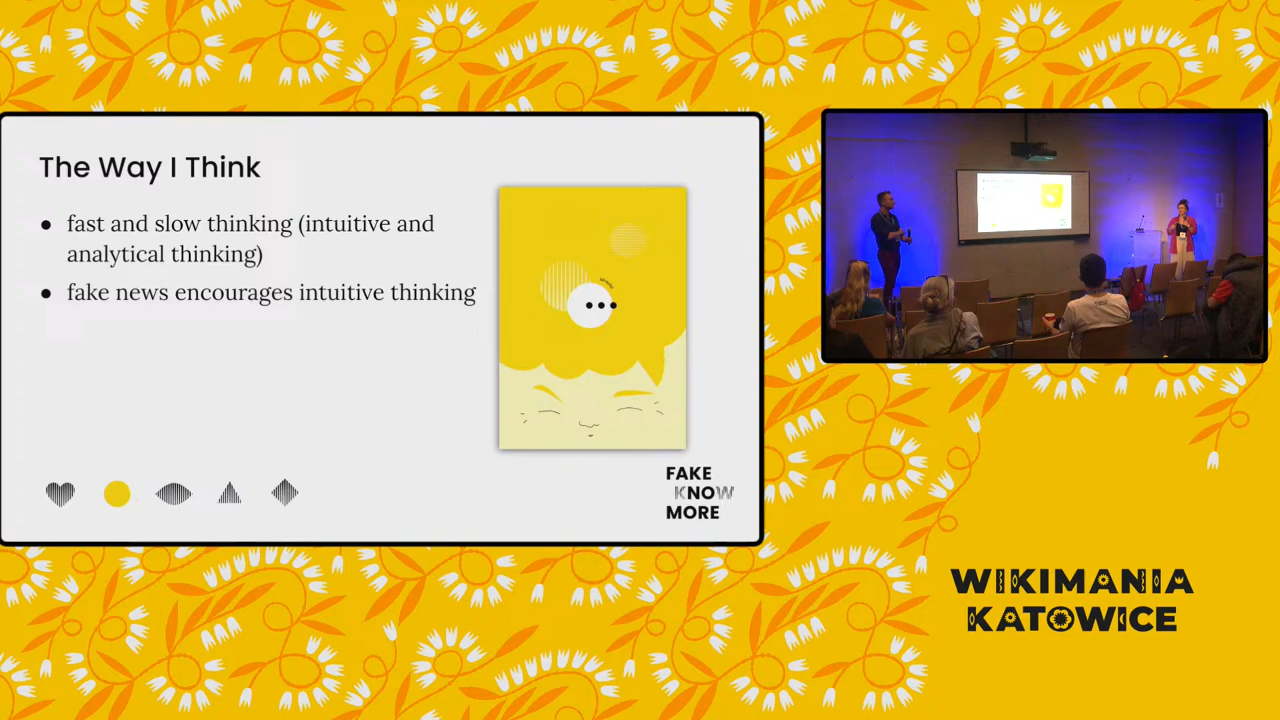 The Way I Think
● fast and slow thinking (intuitive and
analytical thinking)
● fake news encourages intuitive thinking
FAKE
KNOW
MORE
WIKIMANIA
KATOWICE